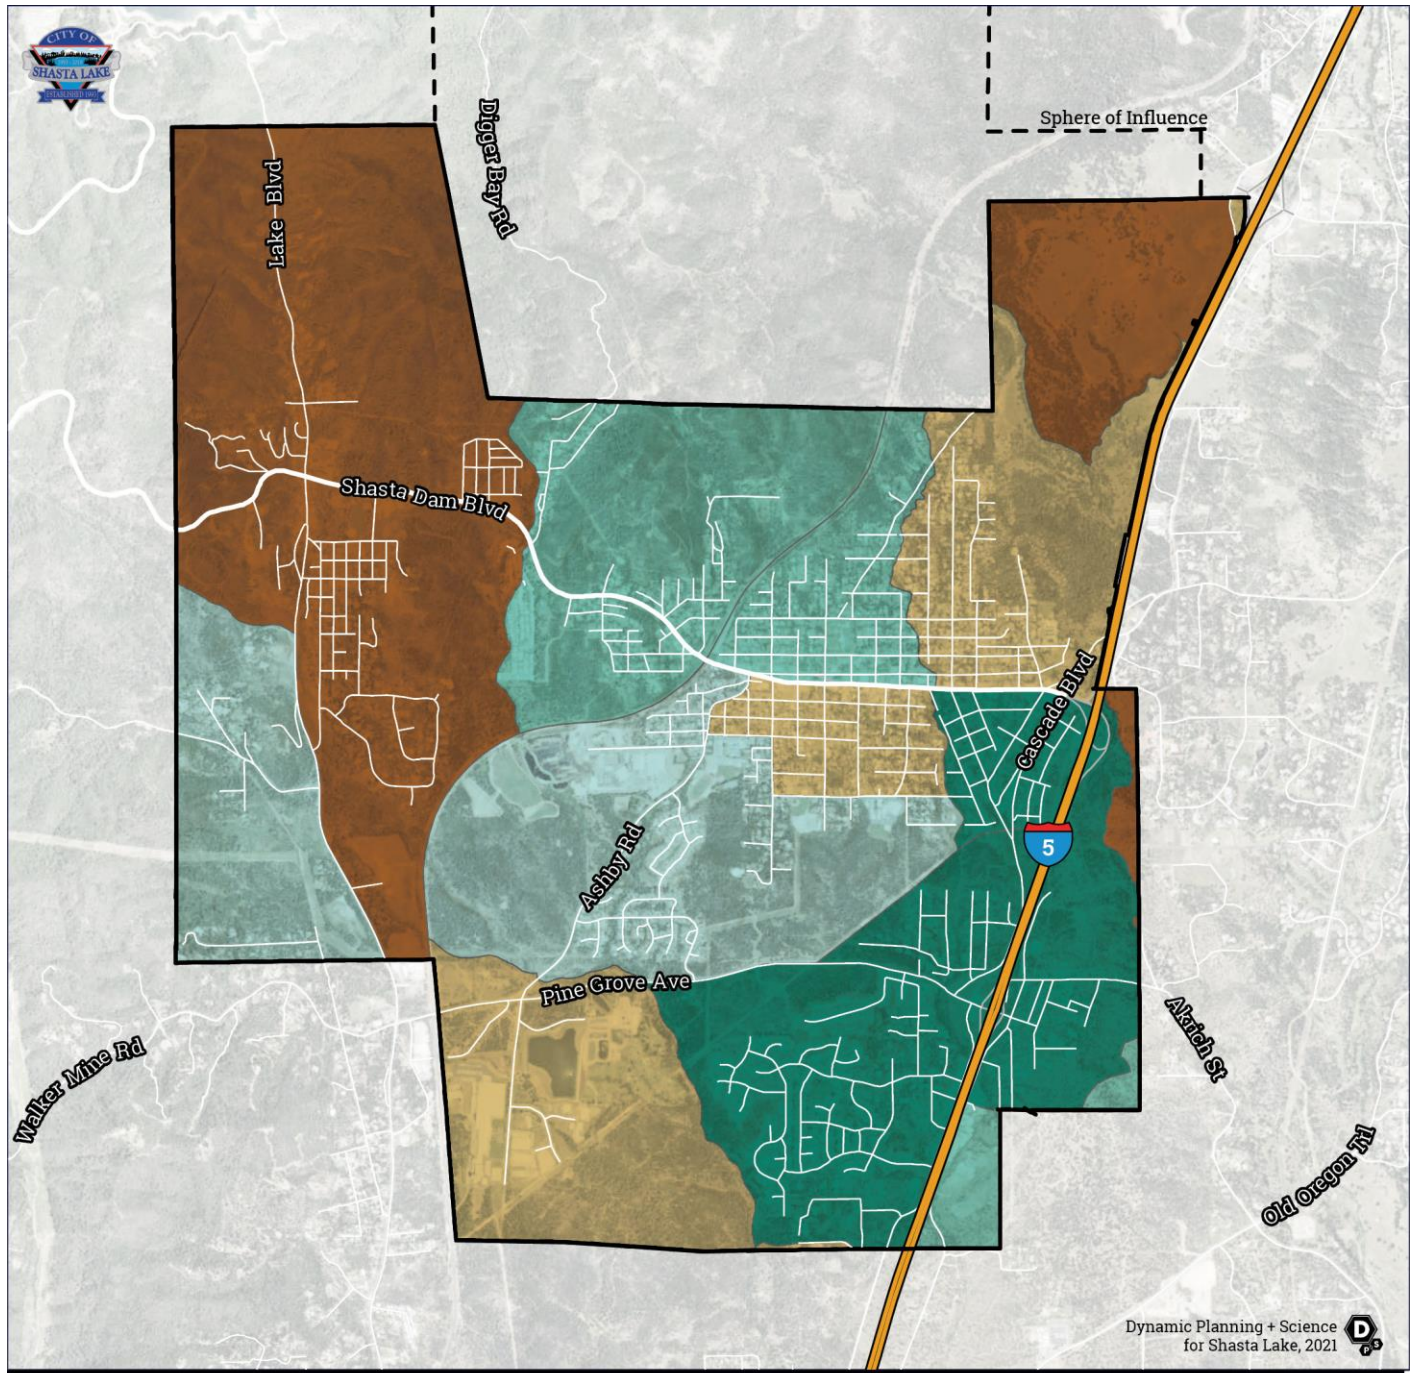 CITY OF
SHASTA LAKE
Digger Bay Rd
Sphere of Influence
Lake Blvd
Shasta Dam Blvd
Cascade Blvd
5
Ashby Rd
Pine Grove Ave
Akrich St
Walker Mine Rd
Old Oregon Trl
Dynamic Planning + Science
for Shasta Lake, 2021
D
P S